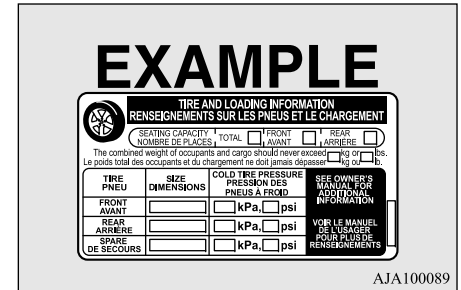 EXAMPLE
TIRE AND LOADING INFORMATION
RENSEIGNEMENTS SUR LES PNEUS ET LE CHARGEMENT
SEATING CAPACITY TOTAL FRONT REAR
NOMBRE DE PLACES AVANT ARRIÈRE
The combined weight of occupants and cargo should never exceed kg or lbs.
Le poids total des occupants et du chargement ne doit jamais dépasser kg ou lb.
TIRE SIZE COLD TIRE PRESSURE SEE OWNER'S
PNEU DIMENSIONS PRESSION DES MANUAL FOR
PNEUS À FROID ADDITIONAL
INFORMATION
FRONT kPa, psi
AVANT
REAR kPa, psi VOIR LE MANUEL
ARRIÈRE DE L'USAGER
SPARE kPa, psi POUR PLUS DE
DE SECOURS RENSEIGNEMENTS
AJA100089